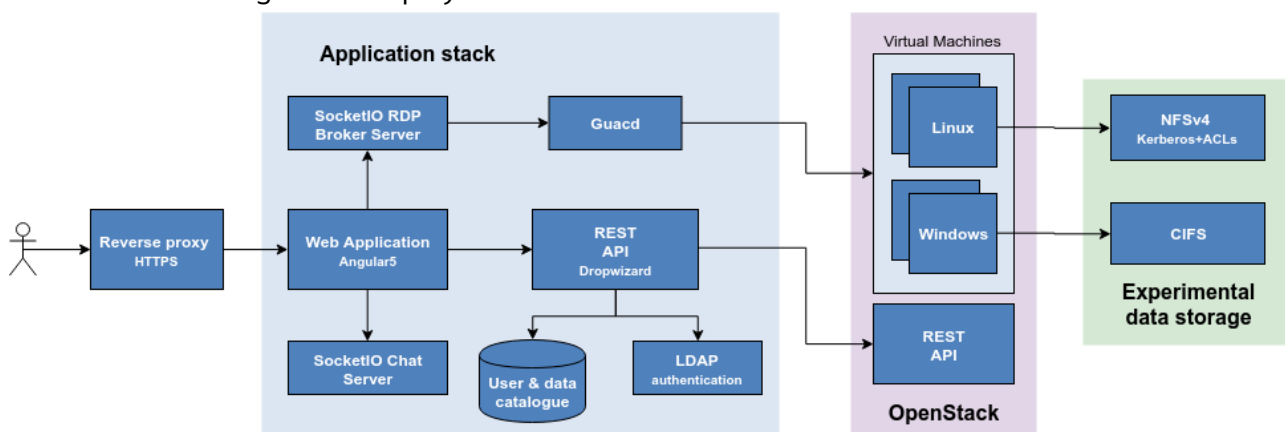 Application stack
SocketIO RDP
Broker Server
Guacd
Reverse proxy
HTTPS
Web Application
Angular5
REST
API
Dropwizard
SocketIO Chat
Server
User & data
catalogue
LDAP
authentication
Virtual Machines
Linux
Windows
REST
API
OpenStack
NFSv4
Kerberos+ACLs
CIFS
Experimental
data storage